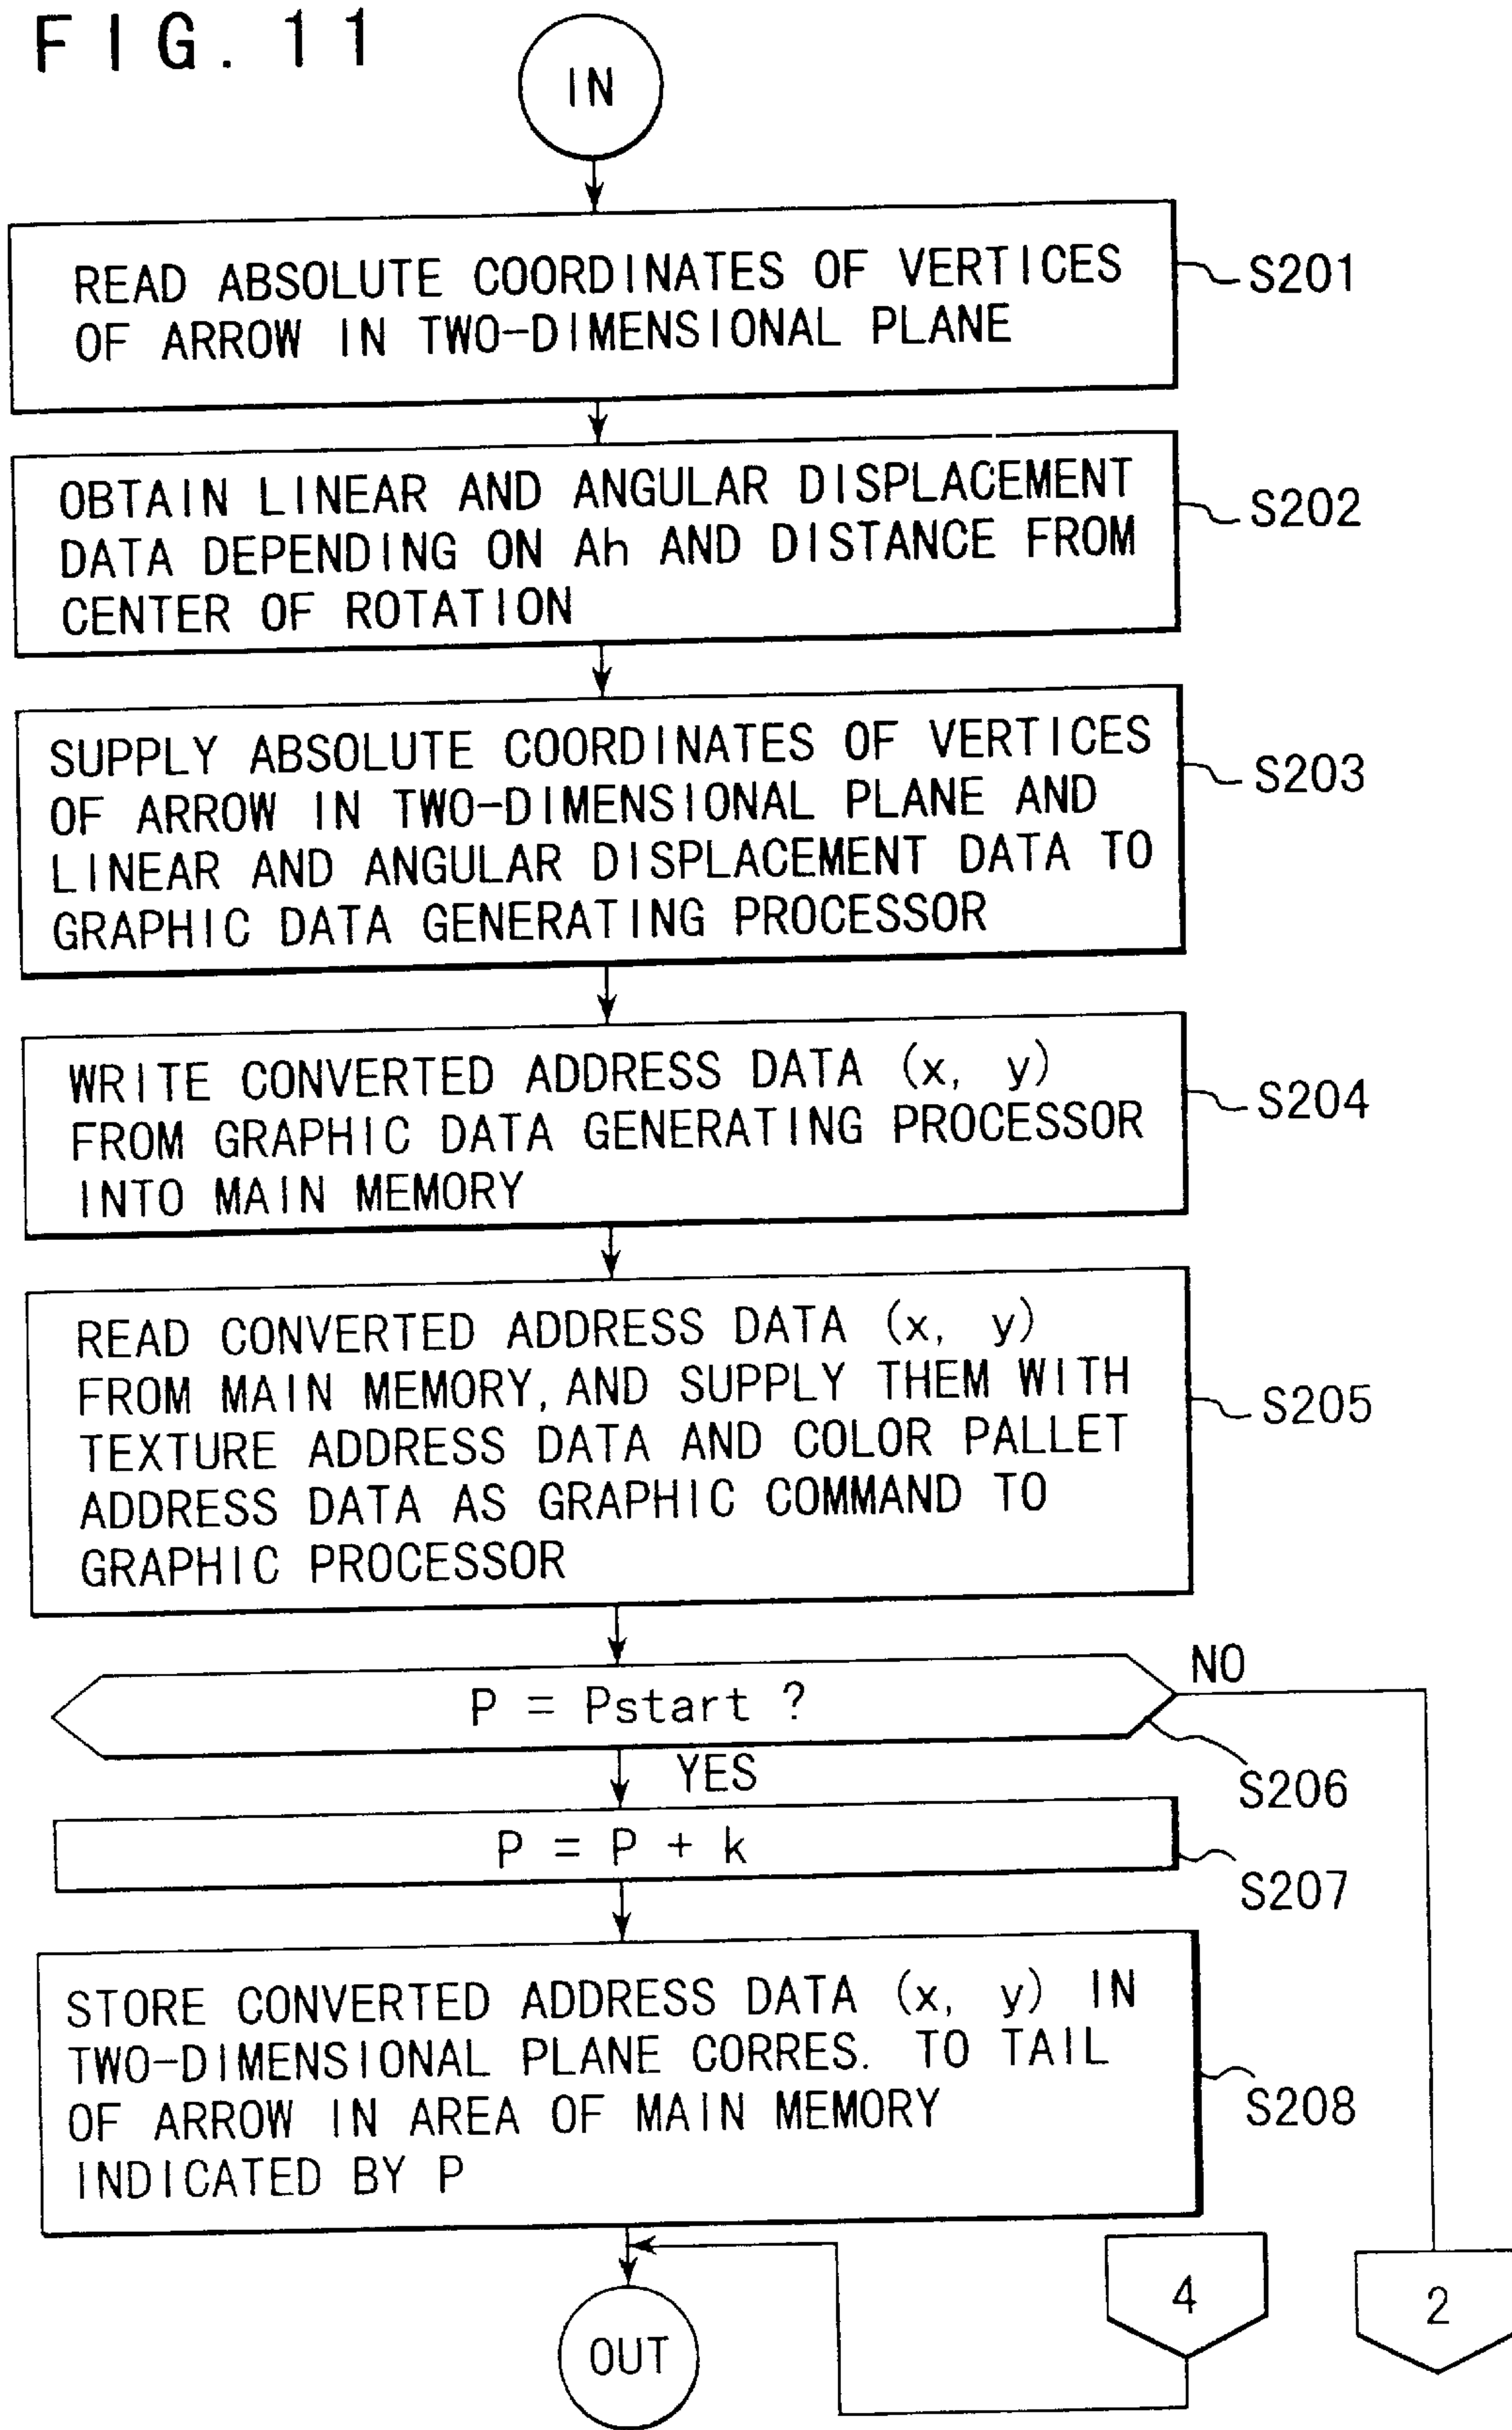 FIG. 11
IN
READ ABSOLUTE COORDINATES OF VERTICES
OF ARROW IN TWO-DIMENSIONAL PLANE
S201
OBTAIN LINEAR AND ANGULAR DISPLACEMENT
DATA DEPENDING ON Ah AND DISTANCE FROM
CENTER OF ROTATION
S202
SUPPLY ABSOLUTE COORDINATES OF VERTICES
OF ARROW IN TWO-DIMENSIONAL PLANE AND
LINEAR AND ANGULAR DISPLACEMENT DATA TO
GRAPHIC DATA GENERATING PROCESSOR
S203
WRITE CONVERTED ADDRESS DATA (x, y)
FROM GRAPHIC DATA GENERATING PROCESSOR
INTO MAIN MEMORY
S204
READ CONVERTED ADDRESS DATA (x, y)
FROM MAIN MEMORY, AND SUPPLY THEM WITH
TEXTURE ADDRESS DATA AND COLOR PALLET
ADDRESS DATA AS GRAPHIC COMMAND TO
GRAPHIC PROCESSOR
S205
P = Pstart ?
NO
S206
YES
P = P + k
S207
STORE CONVERTED ADDRESS DATA (x, y) IN
TWO-DIMENSIONAL PLANE CORRES. TO TAIL
OF ARROW IN AREA OF MAIN MEMORY
INDICATED BY P
S208
4
2
OUT